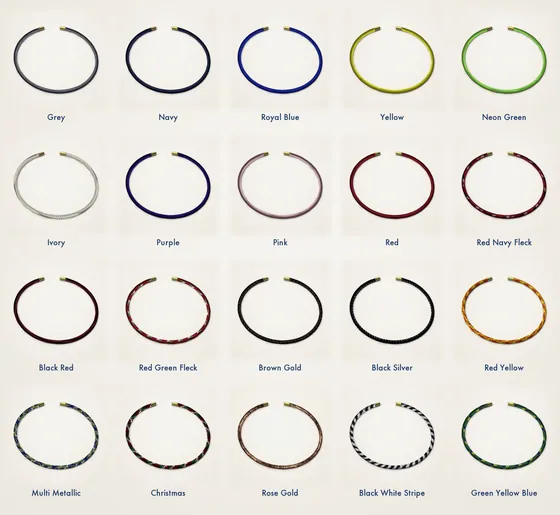 Grey
Navy
Royal Blue
Yellow
Neon Green
Ivory
Purple
Pink
Red
Red Navy Fleck
Black Red
Red Green Fleck
Brown Gold
Black Silver
Red Yellow
Multi Metallic
Christmas
Rose Gold
Black White Stripe
Green Yellow Blue